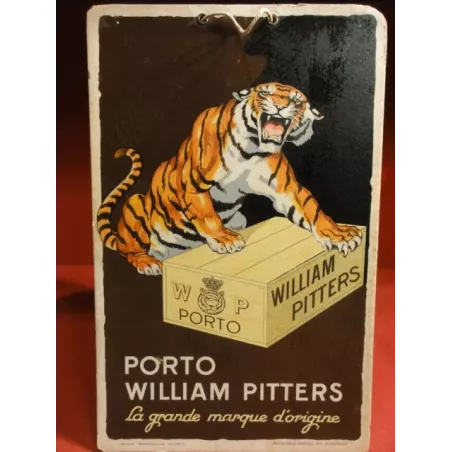 W P
PORTO
WILLIAM
PITTERS
PORTO
WILLIAM PITTERS
La grande marque d'origine